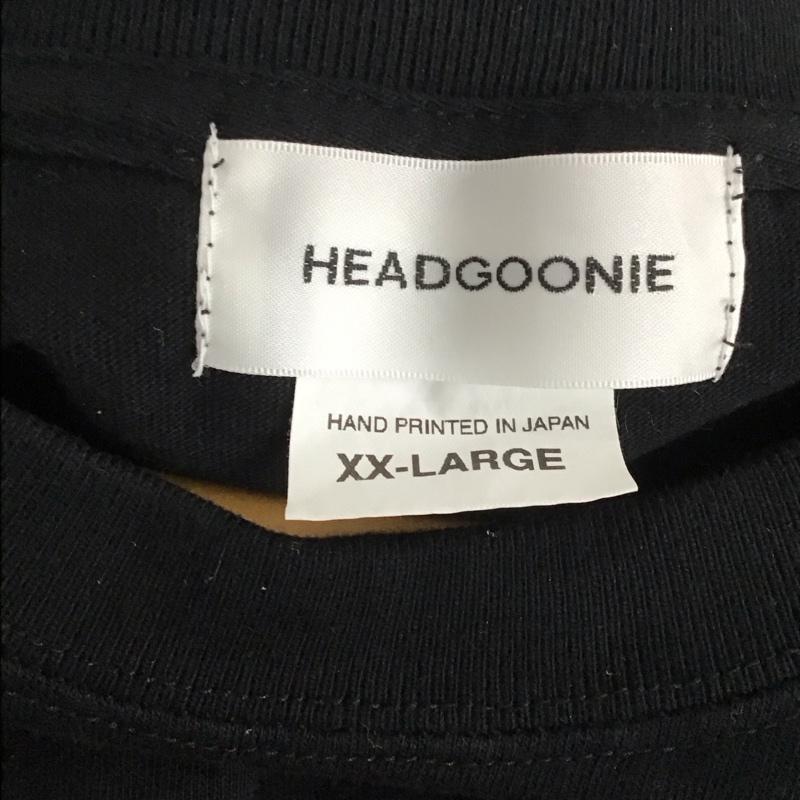 HEADGOONIE
HAND PRINTED IN JAPAN
XX-LARGE